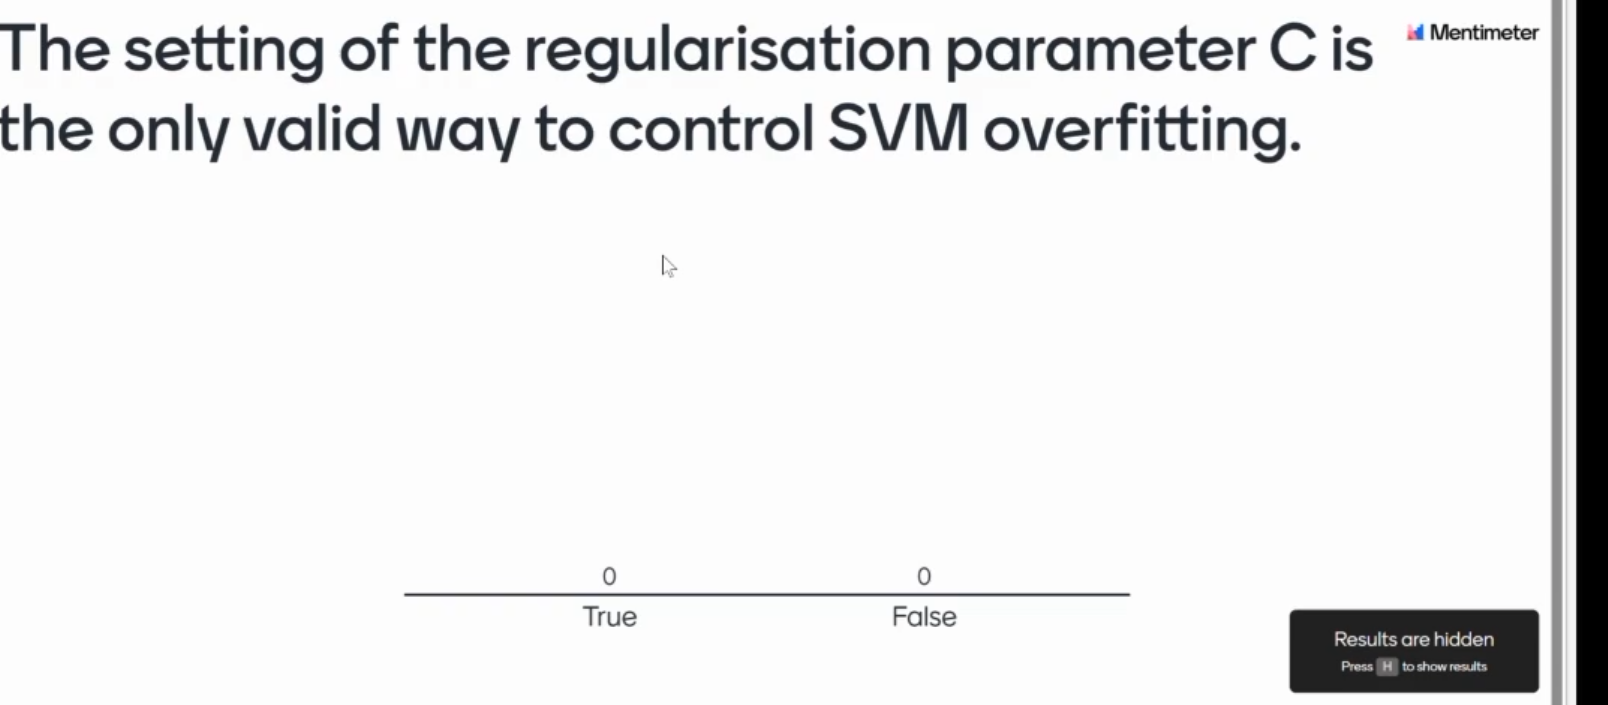 The setting of the regularisation parameter C is
the only valid way to control SVM overfitting.
Mentimeter
0 0
True False
Results are hidden
Press H to show results